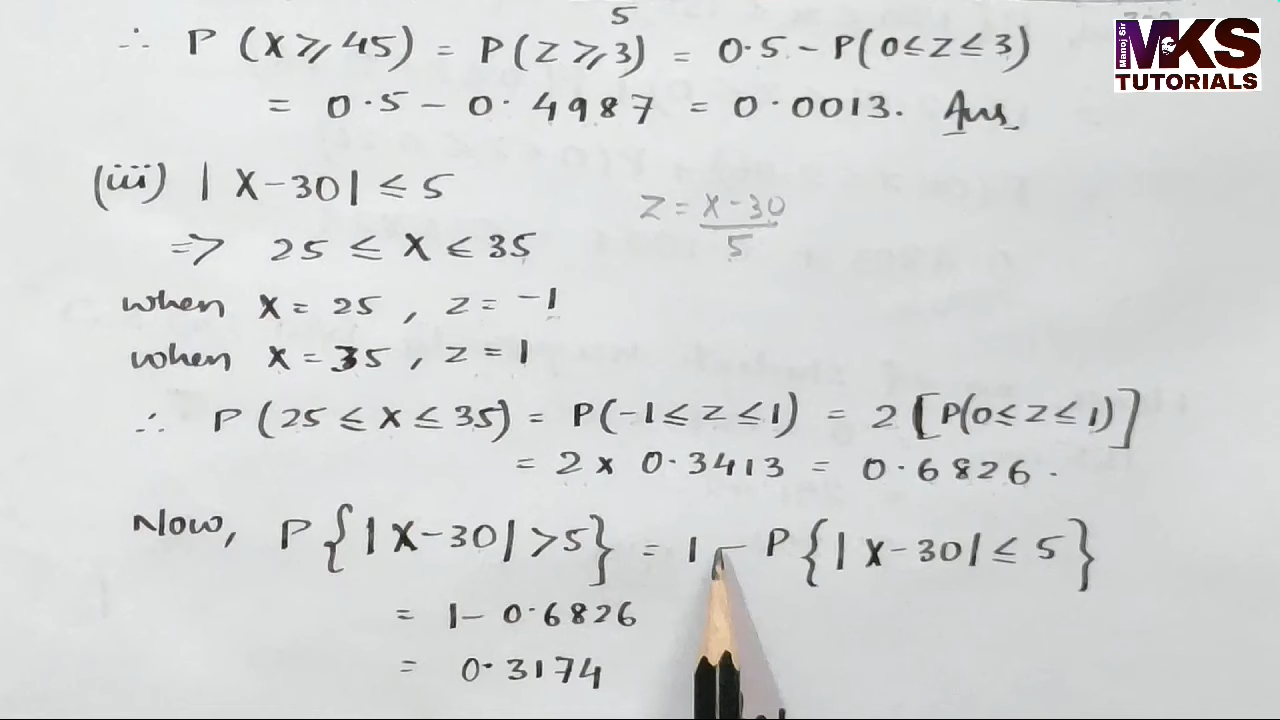 5
∴ P (X ≥ 45) = P(Z ≥ 3) = 0.5 - P(0 ≤ Z ≤ 3)
= 0.5 - 0.4987 = 0.0013. Ans
(iii) | X-30| ≤ 5
Z = X-30
5
=> 25 ≤ X ≤ 35
when X = 25, Z = -1
when X = 35, Z = 1
∴ P (25 ≤ X ≤ 35) = P(-1 ≤ Z ≤ 1) = 2 [P(0 ≤ Z ≤ 1)]
= 2 x 0.3413 = 0.6826.
Now, P{|X-30| > 5} = 1 - P{|X-30| ≤ 5}
= 1 - 0.6826
= 0.3174
Manoj Sir
MKS
TUTORIALS